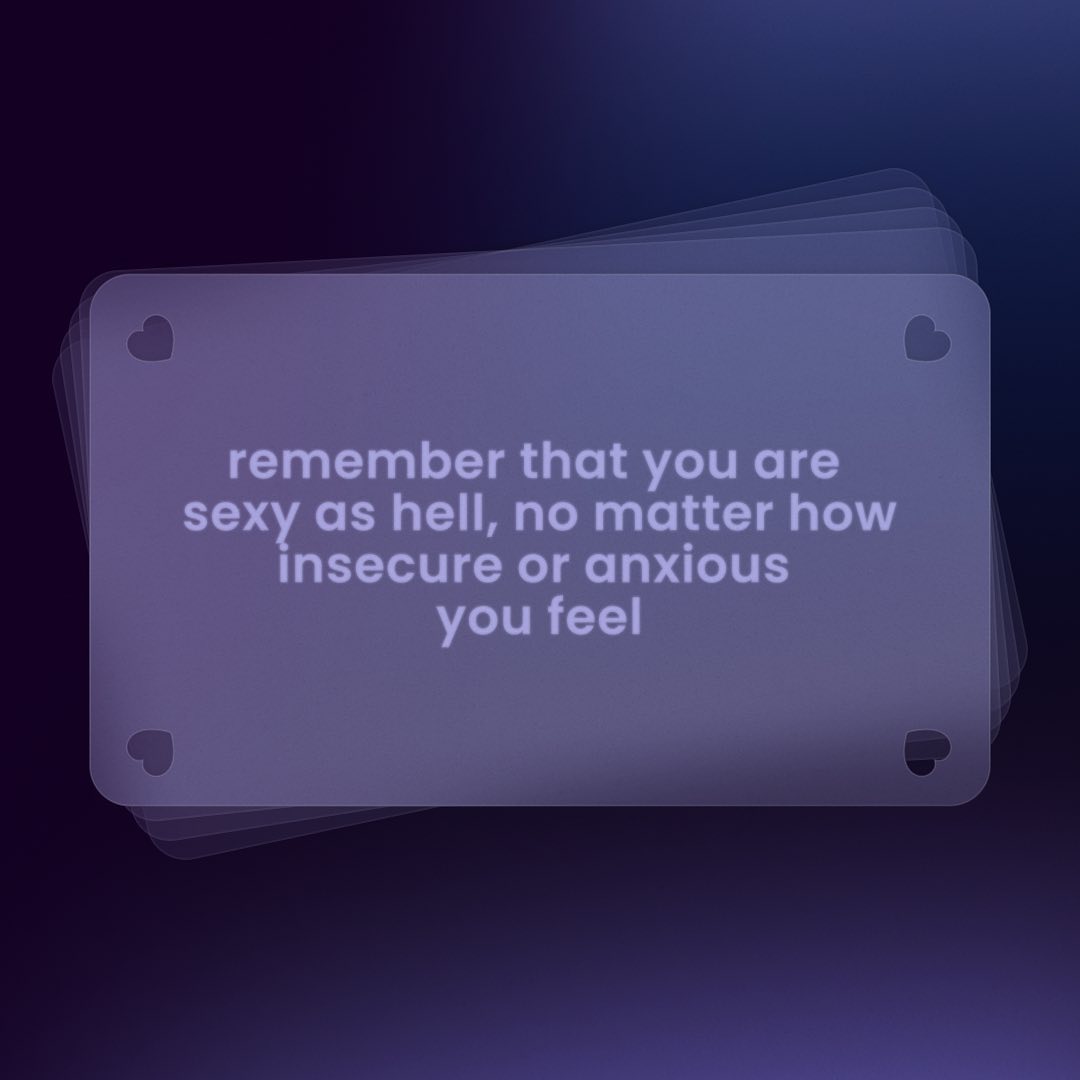 remember that you are
sexy as hell, no matter how
insecure or anxious
you feel